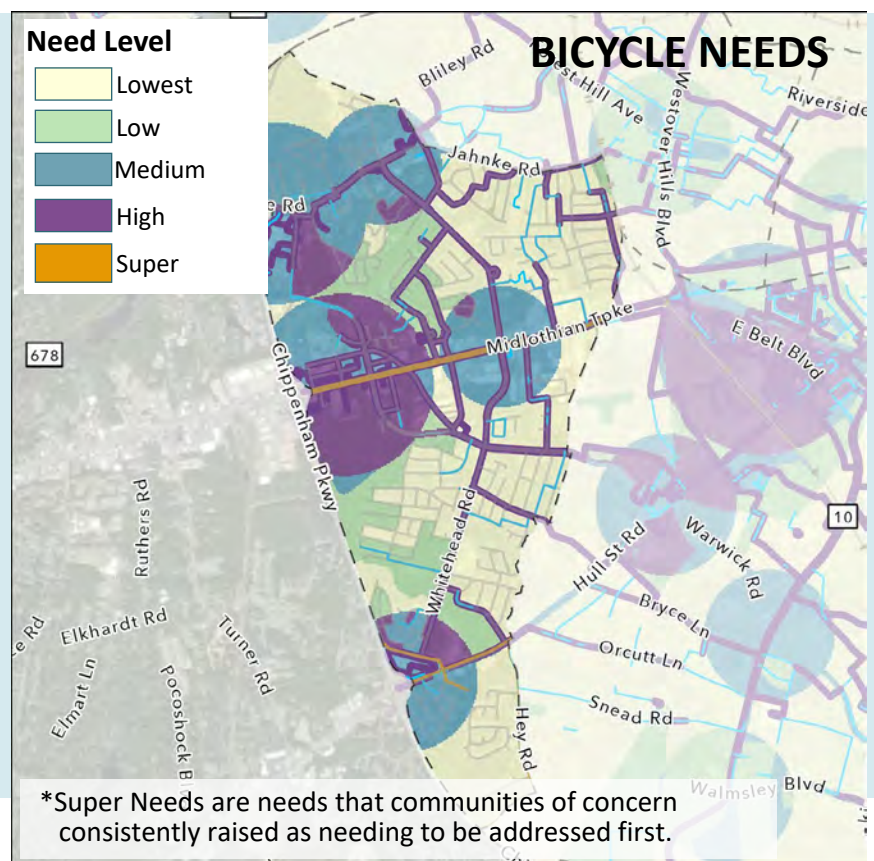 Need Level
Lowest
Low
Medium
High
Super
BICYCLE NEEDS
Bliley Rd
est Hill Ave
Westover Hills Blvd
Riverside
Jahnke Rd
e Rd
Midlothian Tpke
E Belt Blvd
678
Chippenham Pkwy
10
Ruthers Rd
Whitehead Rd
Hull St Rd
Warwick Rd
Elkhardt Rd
ce Rd
Turner Rd
Bryce Ln
Orcutt Ln
Elmart Ln
Pocoshock B
Snead Rd
Hey Rd
Walmsley Blvd
*Super Needs are needs that communities of concern
consistently raised as needing to be addressed first.